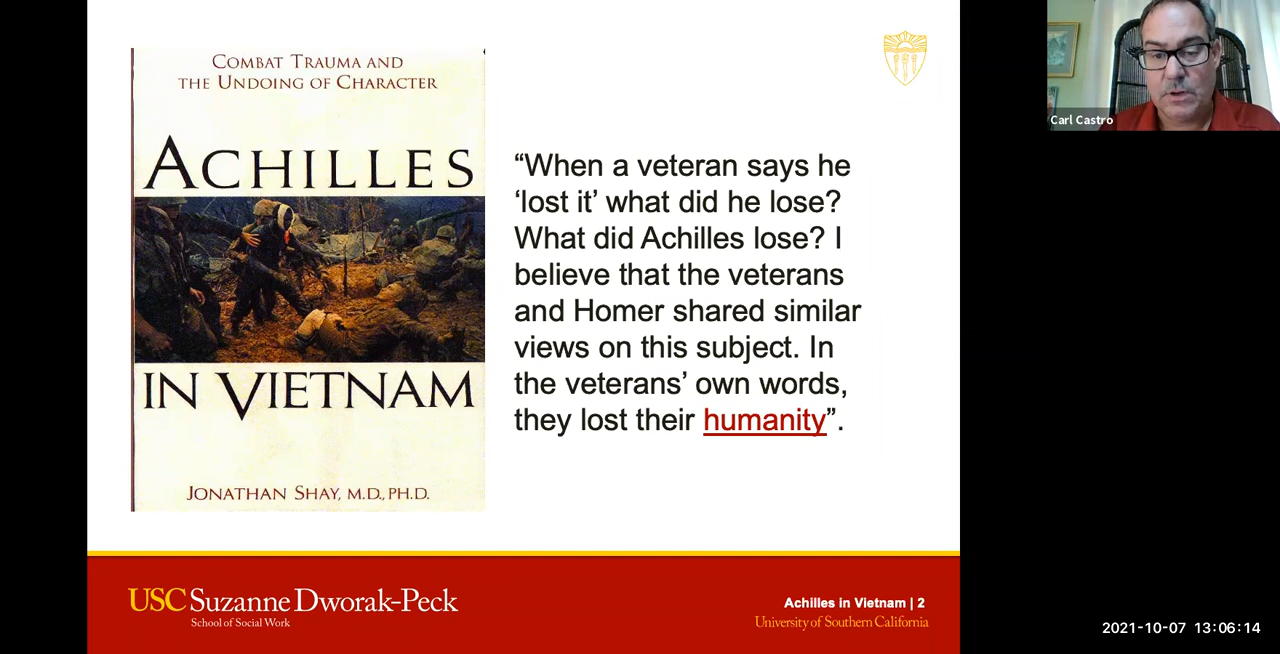 COMBAT TRAUMA AND
THE UNDOING OF CHARACTER
ACHILLES
IN VIETNAM
JONATHAN SHAY, M.D., PH.D.
“When a veteran says he
‘lost it’ what did he lose?
What did Achilles lose? I
believe that the veterans
and Homer shared similar
views on this subject. In
the veterans’ own words,
they lost their humanity”.
USC Suzanne Dworak-Peck
School of Social Work
Achilles in Vietnam | 2
University of Southern California
Carl Castro
2021-10-07 13:06:14